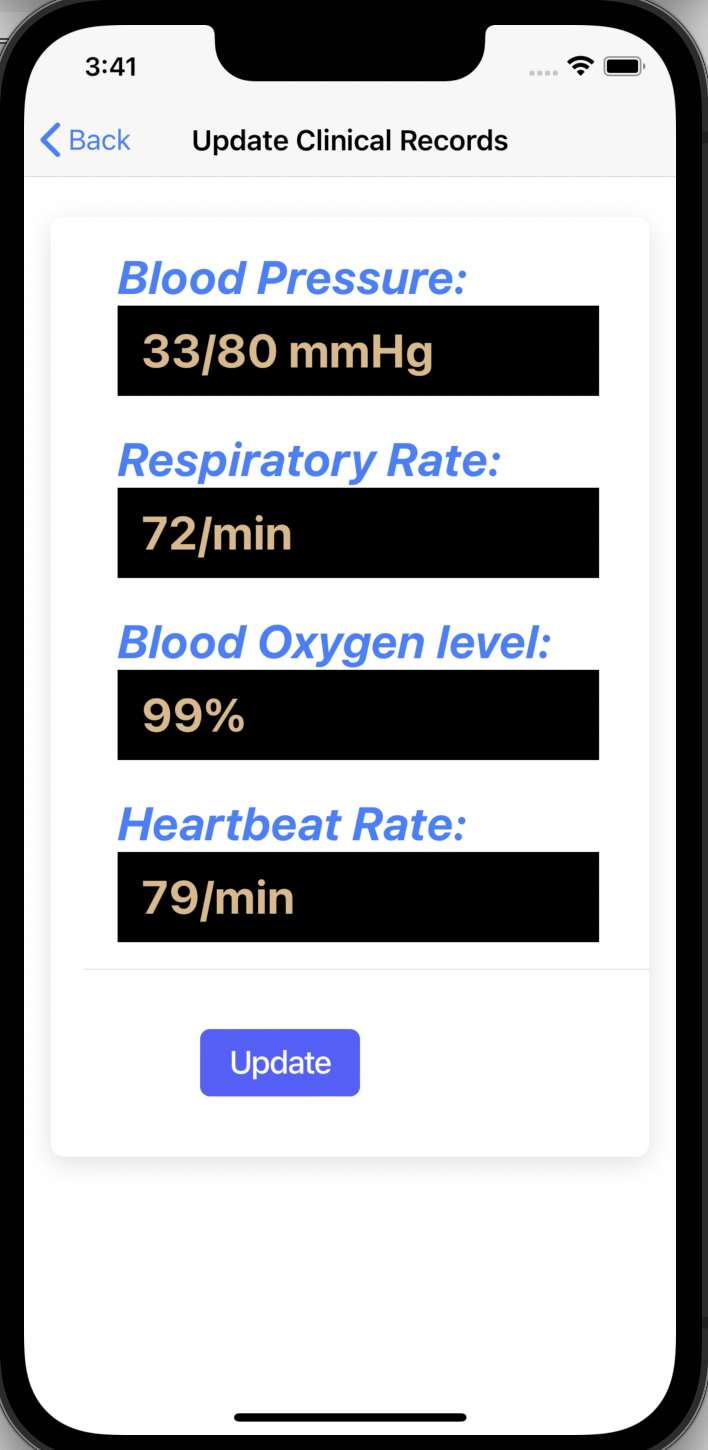 3:41
Back
Update Clinical Records
Blood Pressure:
33/80 mmHg
Respiratory Rate:
72/min
Blood Oxygen level:
99%
Heartbeat Rate:
79/min
Update